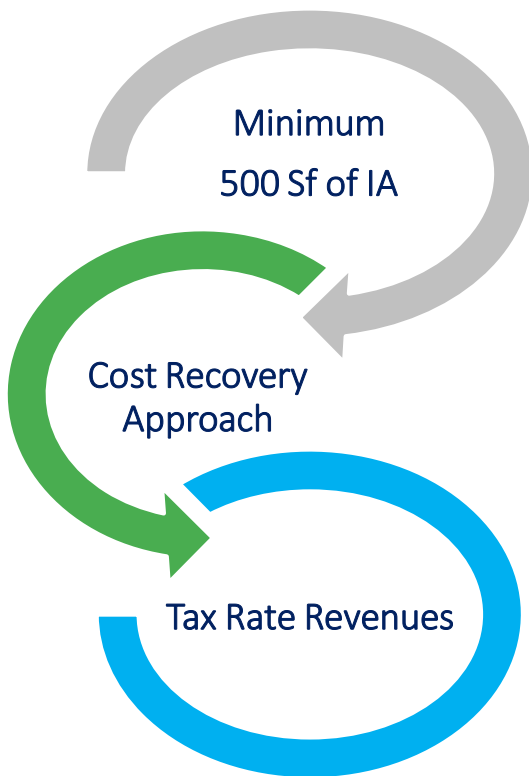 Minimum
500 Sf of IA
Cost Recovery
Approach
Tax Rate Revenues